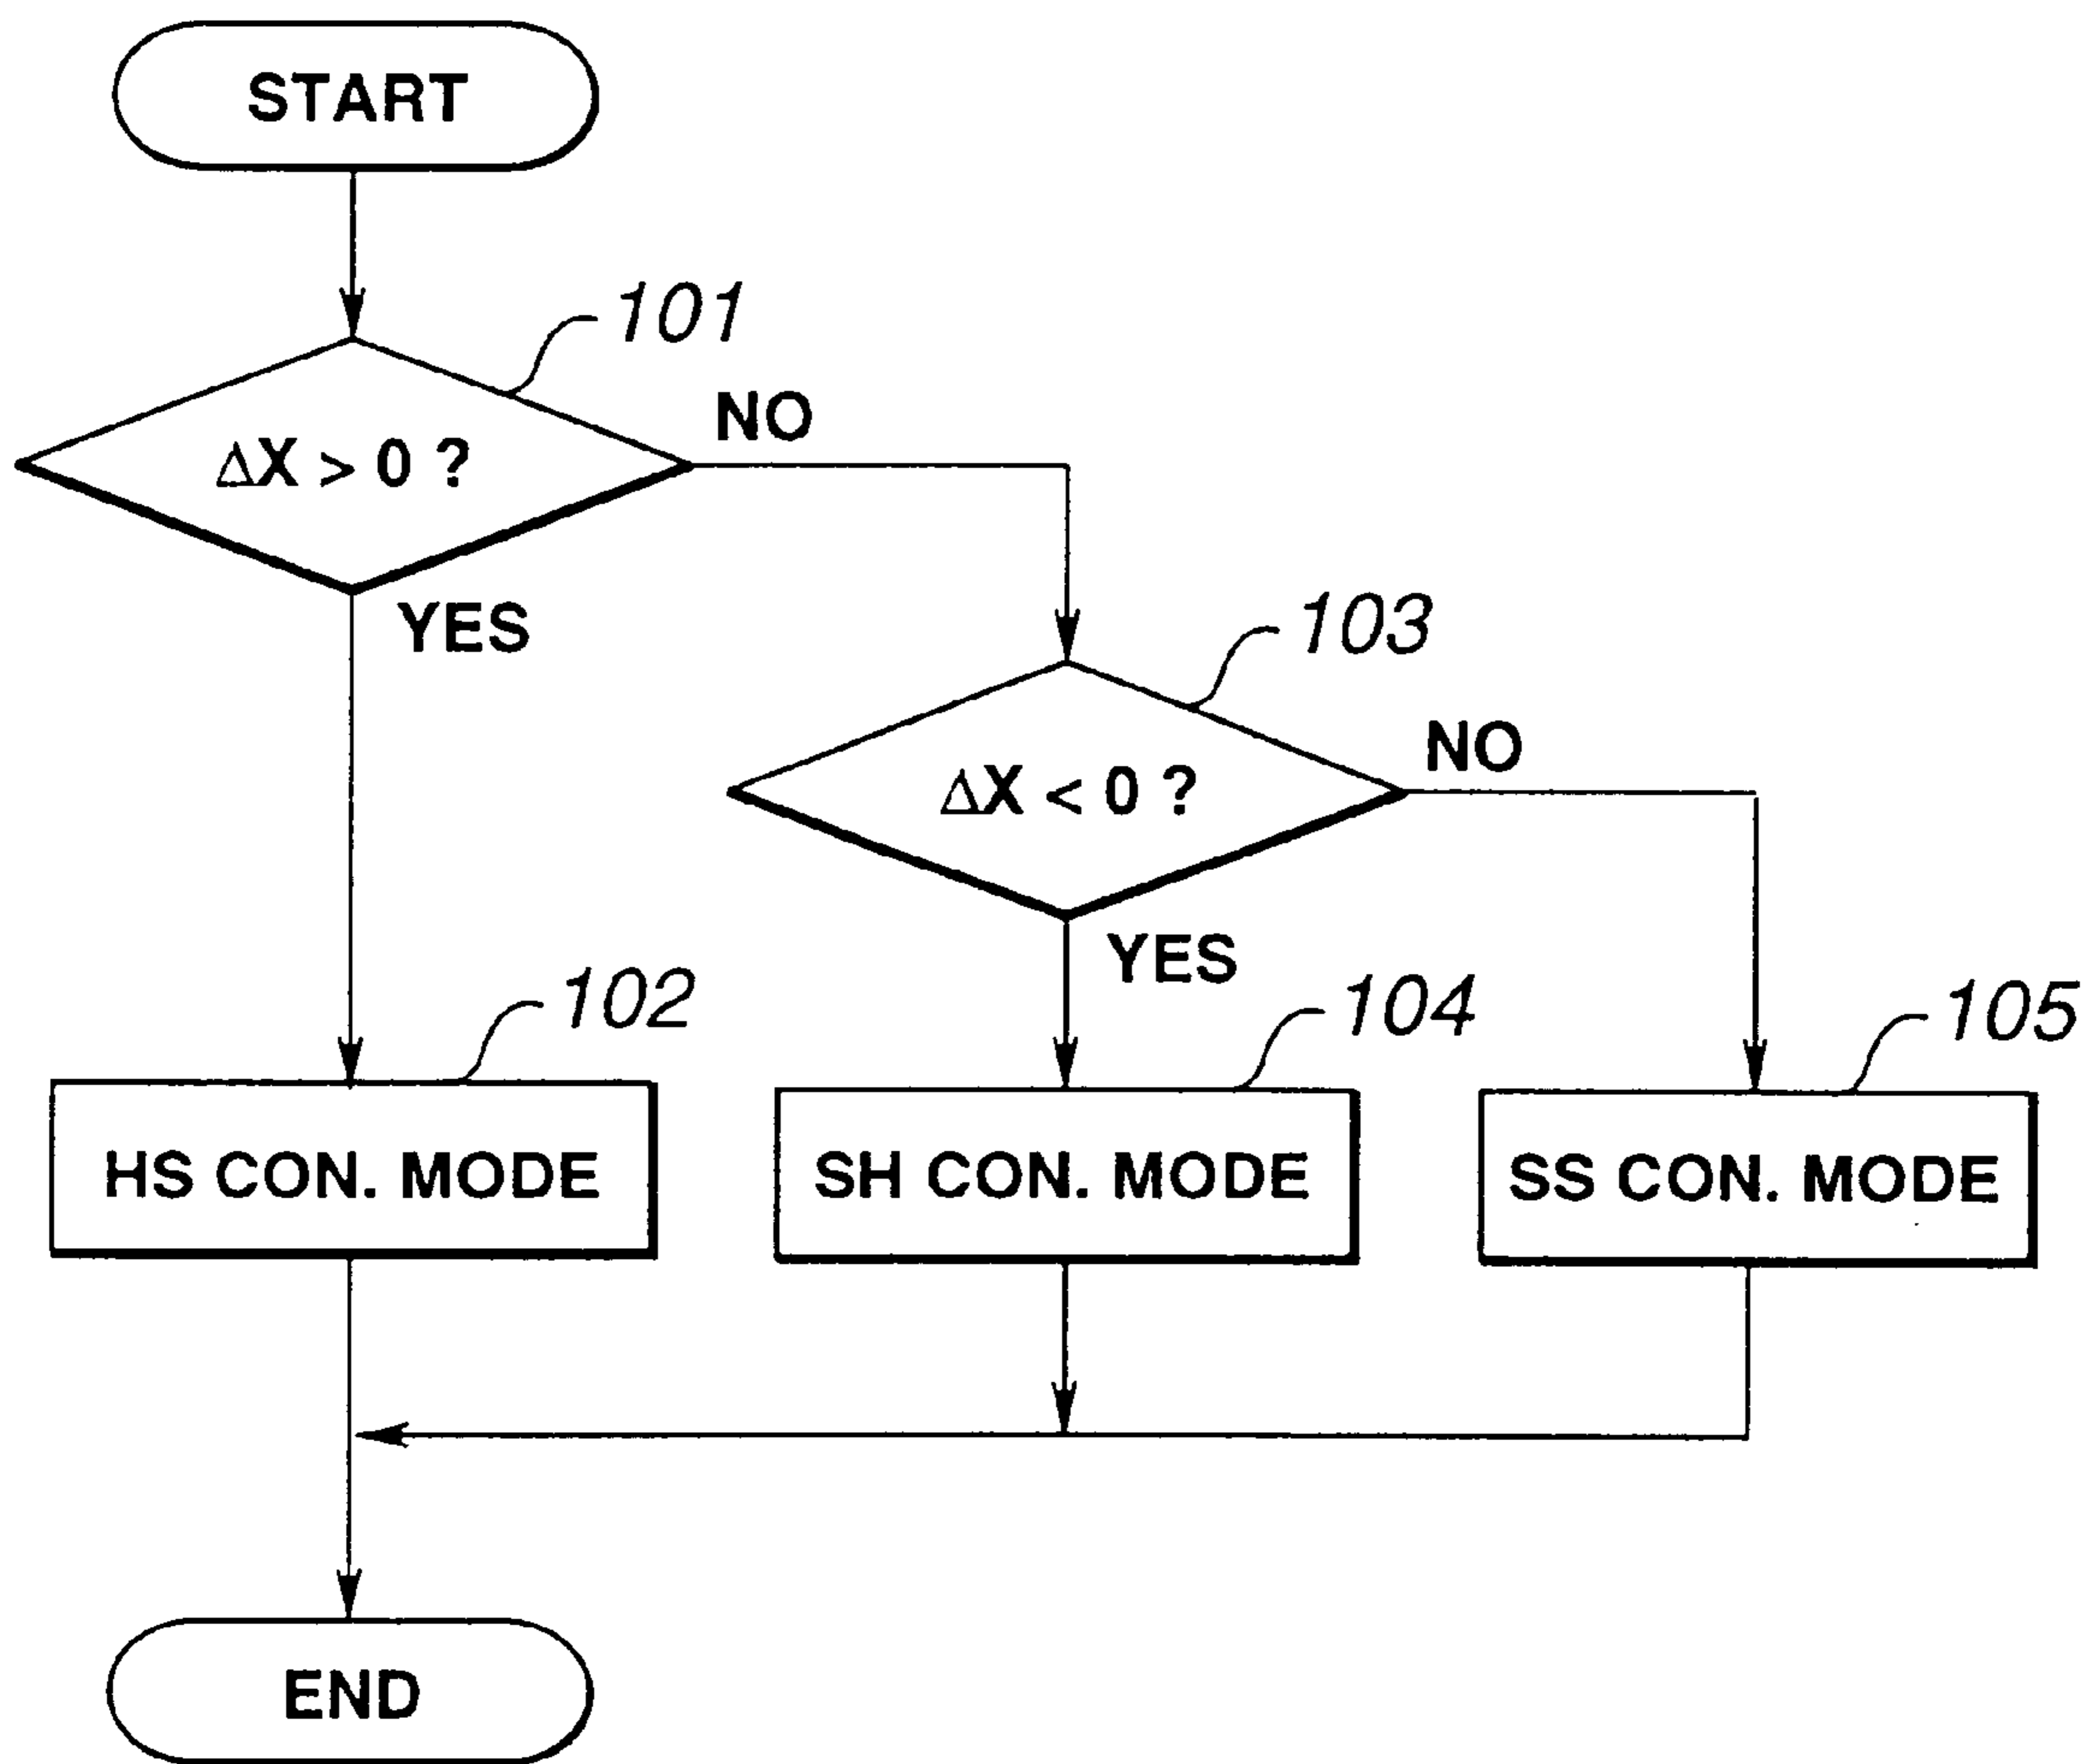 START
101
ΔX > 0 ?
NO
YES
103
ΔX < 0 ?
NO
YES
102
104
105
HS CON. MODE
SH CON. MODE
SS CON. MODE
END